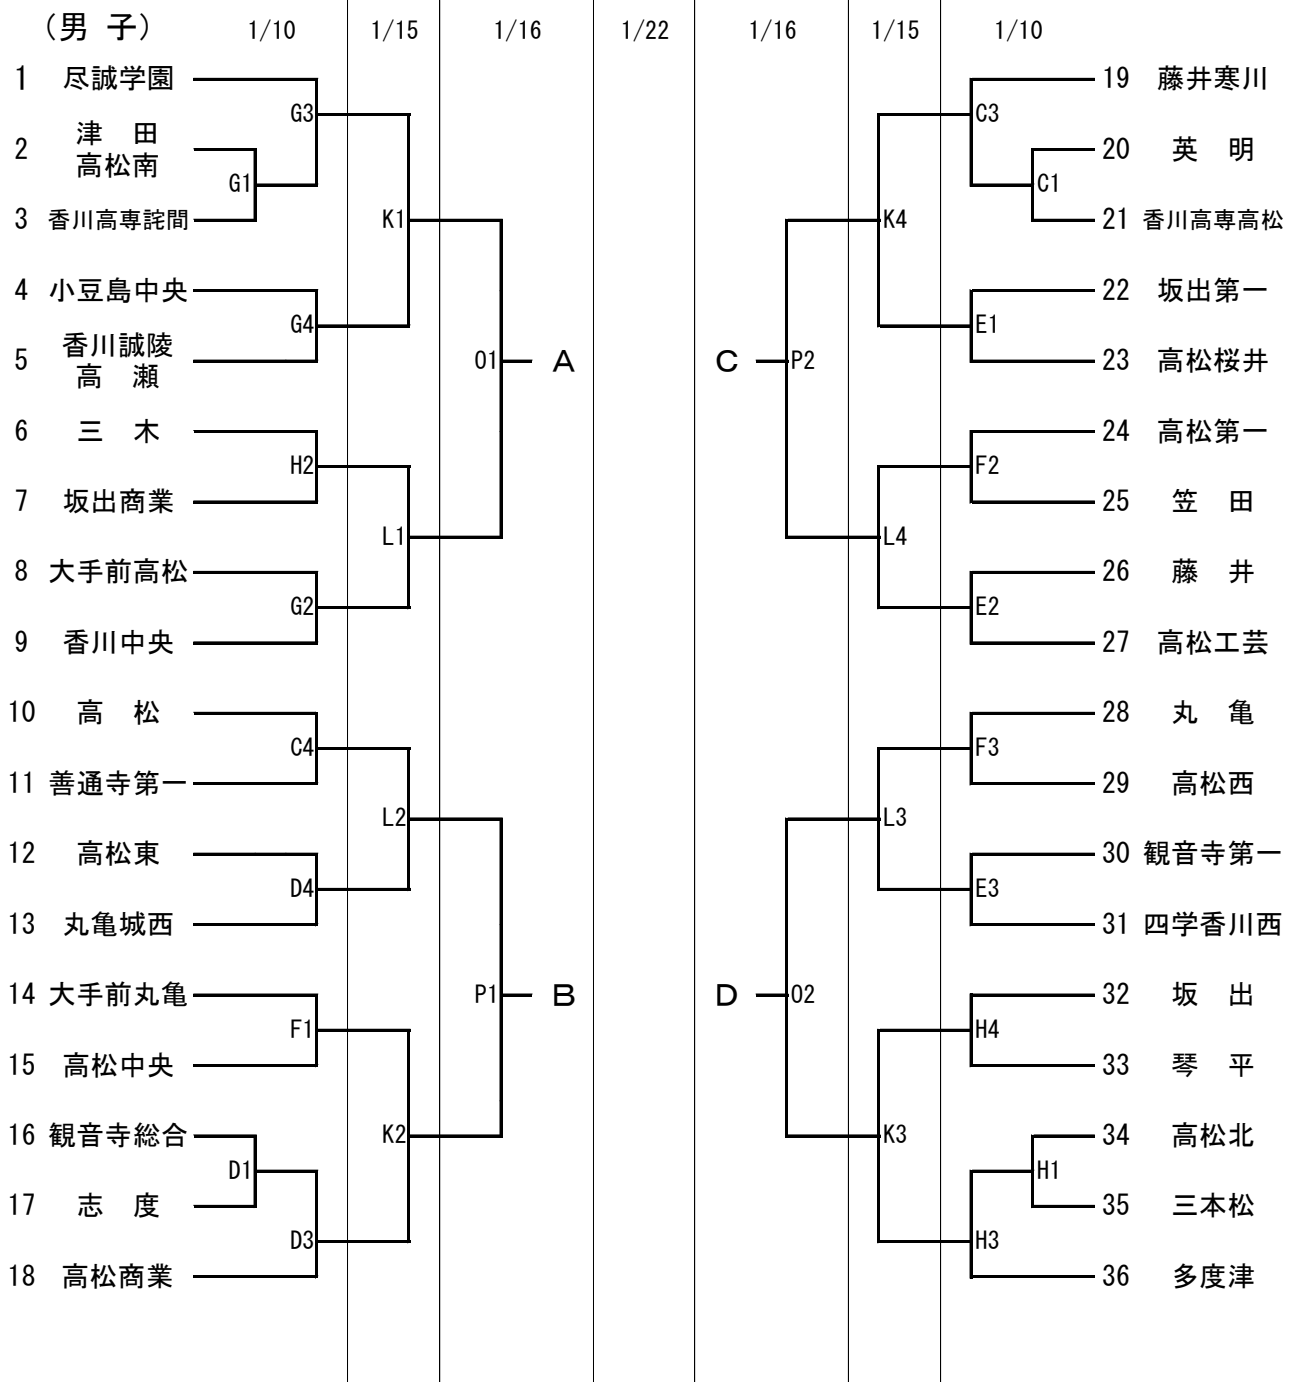 （男 子） 1/10 1/15 1/16 1/22 1/16 1/15 1/10
1 尽誠学園
2 津 田
高松南
3 香川高専詫間
4 小豆島中央
5 香川誠陵
高 瀬
6 三 木
7 坂出商業
8 大手前高松
9 香川中央
10 高 松
11 善通寺第一
12 高松東
13 丸亀城西
14 大手前丸亀
15 高松中央
16 観音寺総合
17 志 度
18 高松商業
G3
G1
G4
H2
G2
C4
D4
F1
D1
D3
K1
L1
L2
K2
O1
P1
A
B
C
D
P2
O2
K4
L4
L3
K3
C3
C1
E1
F2
E2
F3
E3
H4
H1
H3
19 藤井寒川
20 英 明
21 香川高専高松
22 坂出第一
23 高松桜井
24 高松第一
25 笠 田
26 藤 井
27 高松工芸
28 丸 亀
29 高松西
30 観音寺第一
31 四学香川西
32 坂 出
33 琴 平
34 高松北
35 三本松
36 多度津